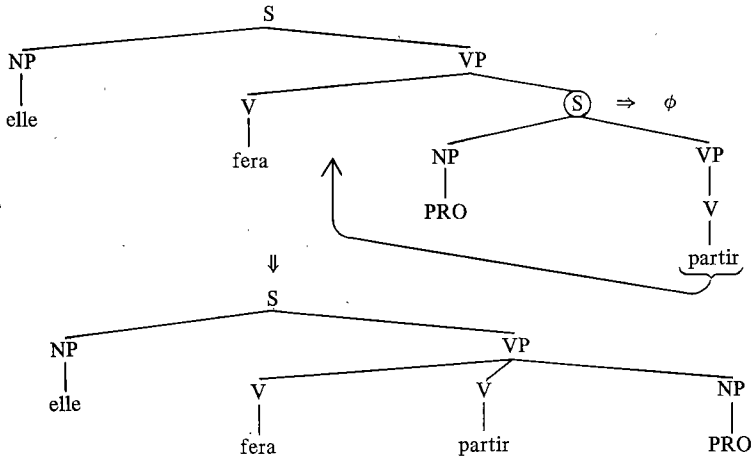 S
NP VP
elle V S ⇒ φ
fera NP VP
PRO V
partir
⇓
S
NP VP
elle V V NP
fera partir PRO